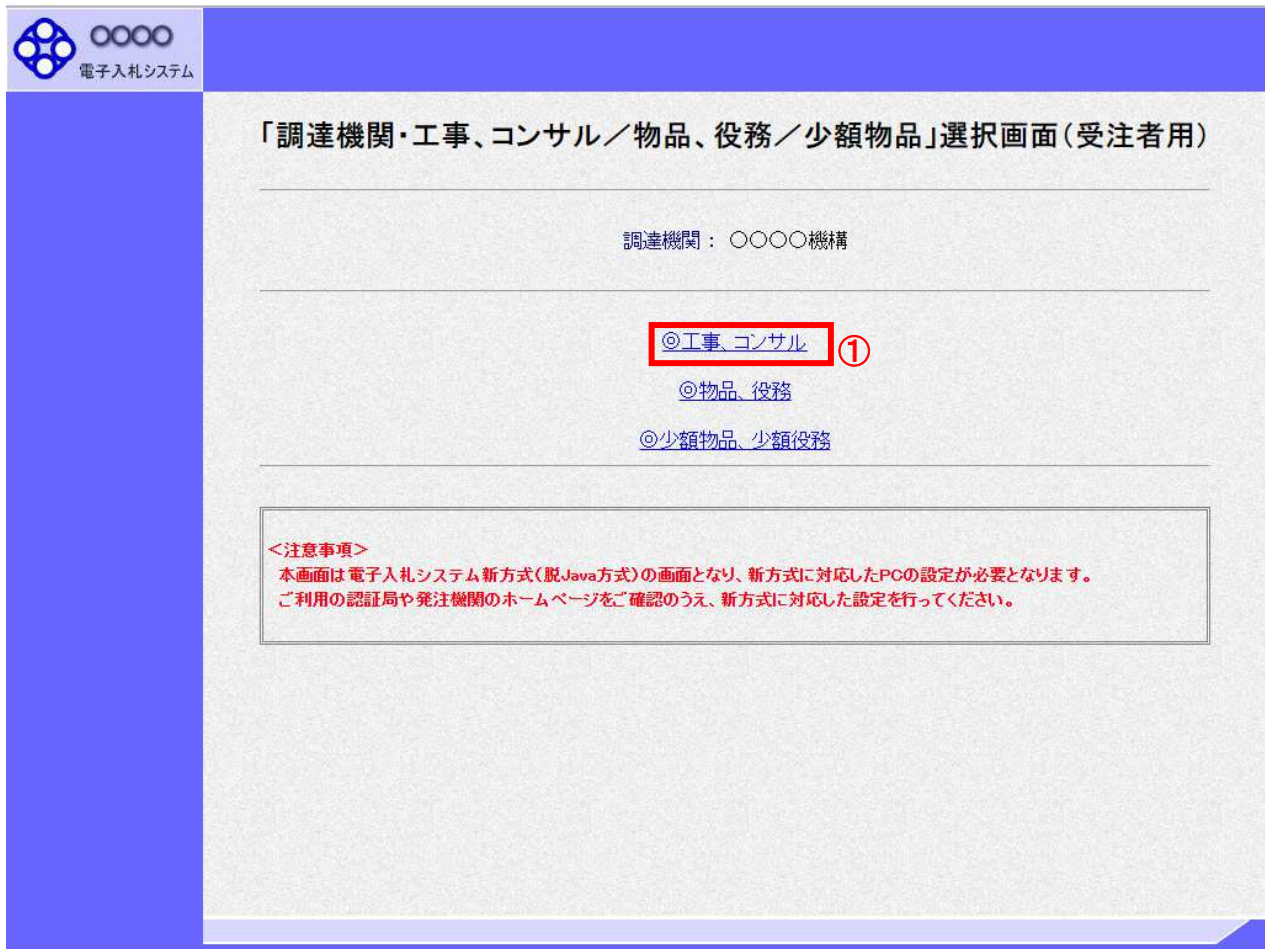 ○○○○
電子入札システム
「調達機関・工事、コンサル／物品、役務／少額物品」選択画面（受注者用）
調達機関： ○○○○機構
◎工事、コンサル
①
◎物品、役務
◎少額物品、少額役務
＜注意事項＞
本画面は電子入札システム新方式（脱Java方式）の画面となり、新方式に対応したPCの設定が必要となります。
ご利用の認証局や発注機関のホームページをご確認のうえ、新方式に対応した設定を行ってください。